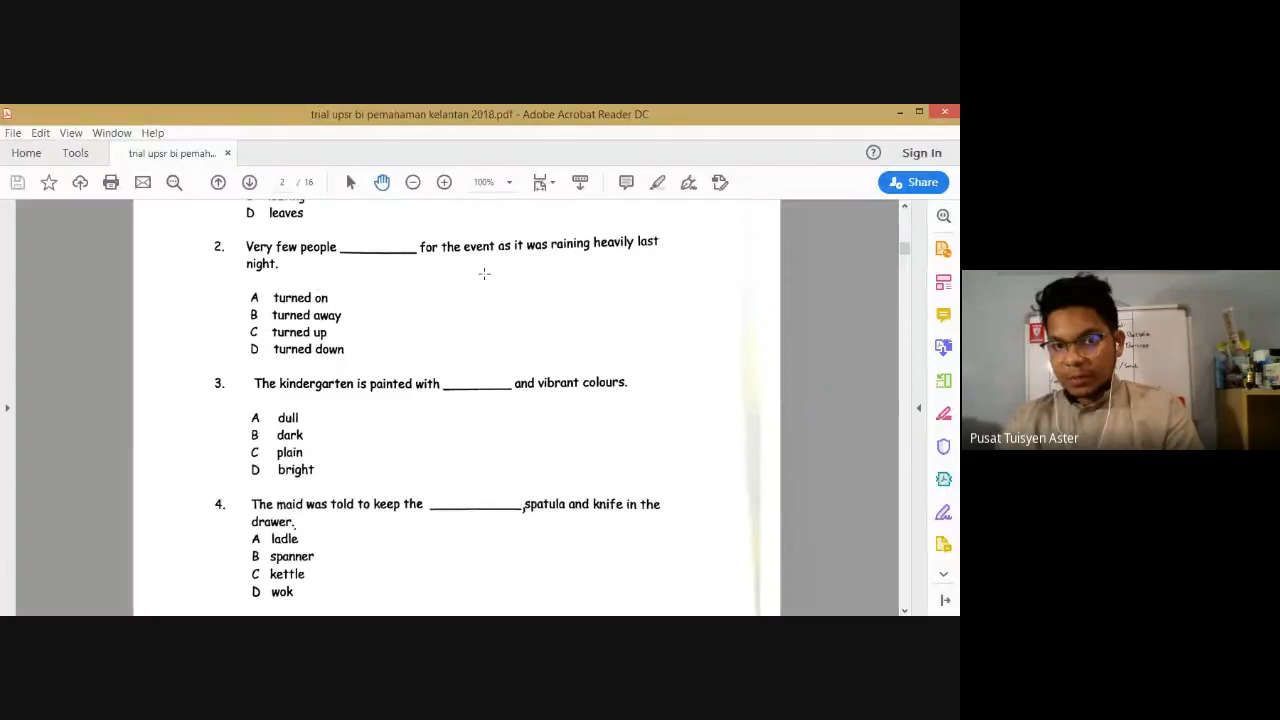 trial upsr bi pemahaman kelantan 2018.pdf - Adobe Acrobat Reader DC
File Edit View Window Help
Home Tools trial upsr bi pemah... × Sign In
2 / 16 100% Share
D leaves
2. Very few people __________ for the event as it was raining heavily last
night.
A turned on
B turned away
C turned up
D turned down
3. The kindergarten is painted with __________ and vibrant colours.
A dull
B dark
C plain
D bright
4. The maid was told to keep the ____________,spatula and knife in the
drawer.
A ladle
B spanner
C kettle
D wok
Pusat Tuisyen Aster